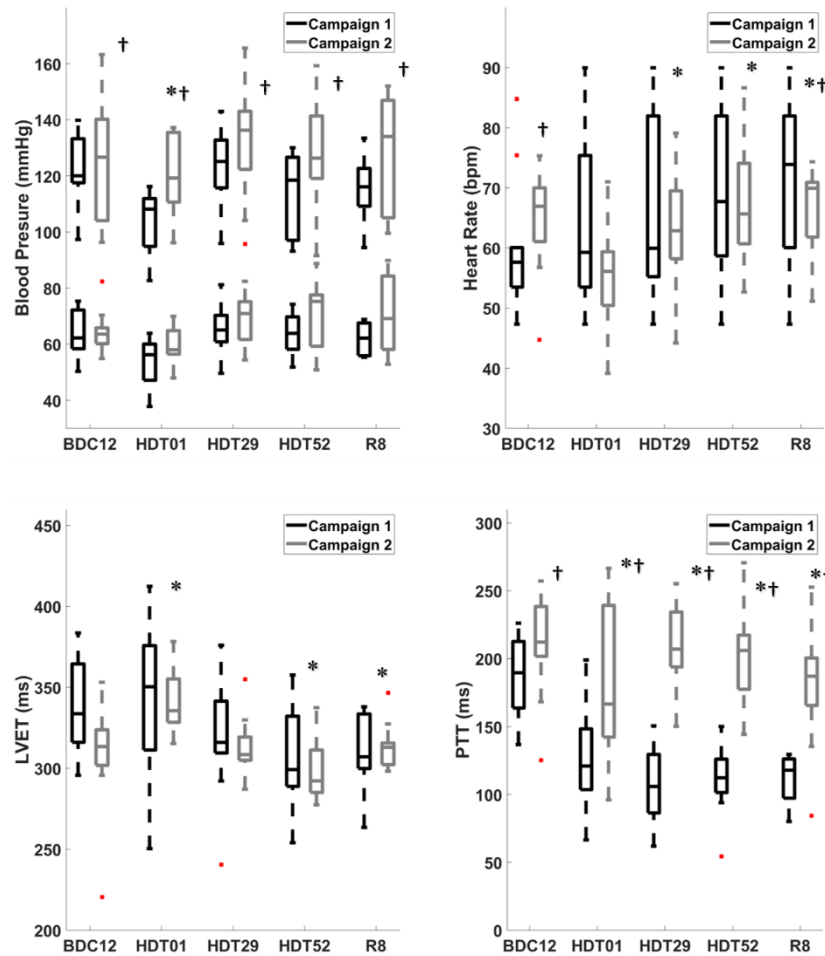 Campaign 1
Campaign 2
†
*†
†
†
†
Blood Presure (mmHg)
160
140
120
100
80
60
40
BDC12 HDT01 HDT29 HDT52 R8
Campaign 1
Campaign 2
†
*
*
*†
Heart Rate (bpm)
90
80
70
60
50
40
30
BDC12 HDT01 HDT29 HDT52 R8
Campaign 1
Campaign 2
*
*
*
LVET (ms)
450
400
350
300
250
200
BDC12 HDT01 HDT29 HDT52 R8
Campaign 1
Campaign 2
†
*†
*†
*†
*†
PTT (ms)
300
250
200
150
100
50
0
BDC12 HDT01 HDT29 HDT52 R8